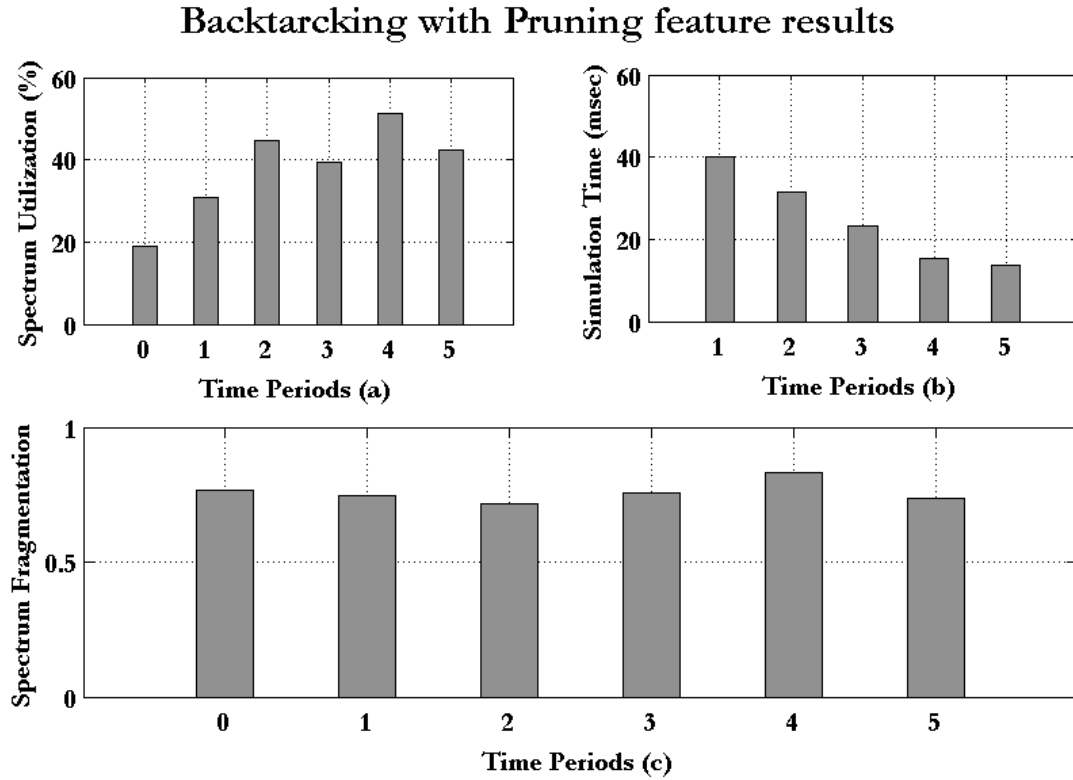 Backtarcking with Pruning feature results
Spectrum Utilization (%)
60
40
20
0
0 1 2 3 4 5
Time Periods (a)
Simulation Time (msec)
60
40
20
0
1 2 3 4 5
Time Periods (b)
Spectrum Fragmentation
1
0.5
0
0 1 2 3 4 5
Time Periods (c)